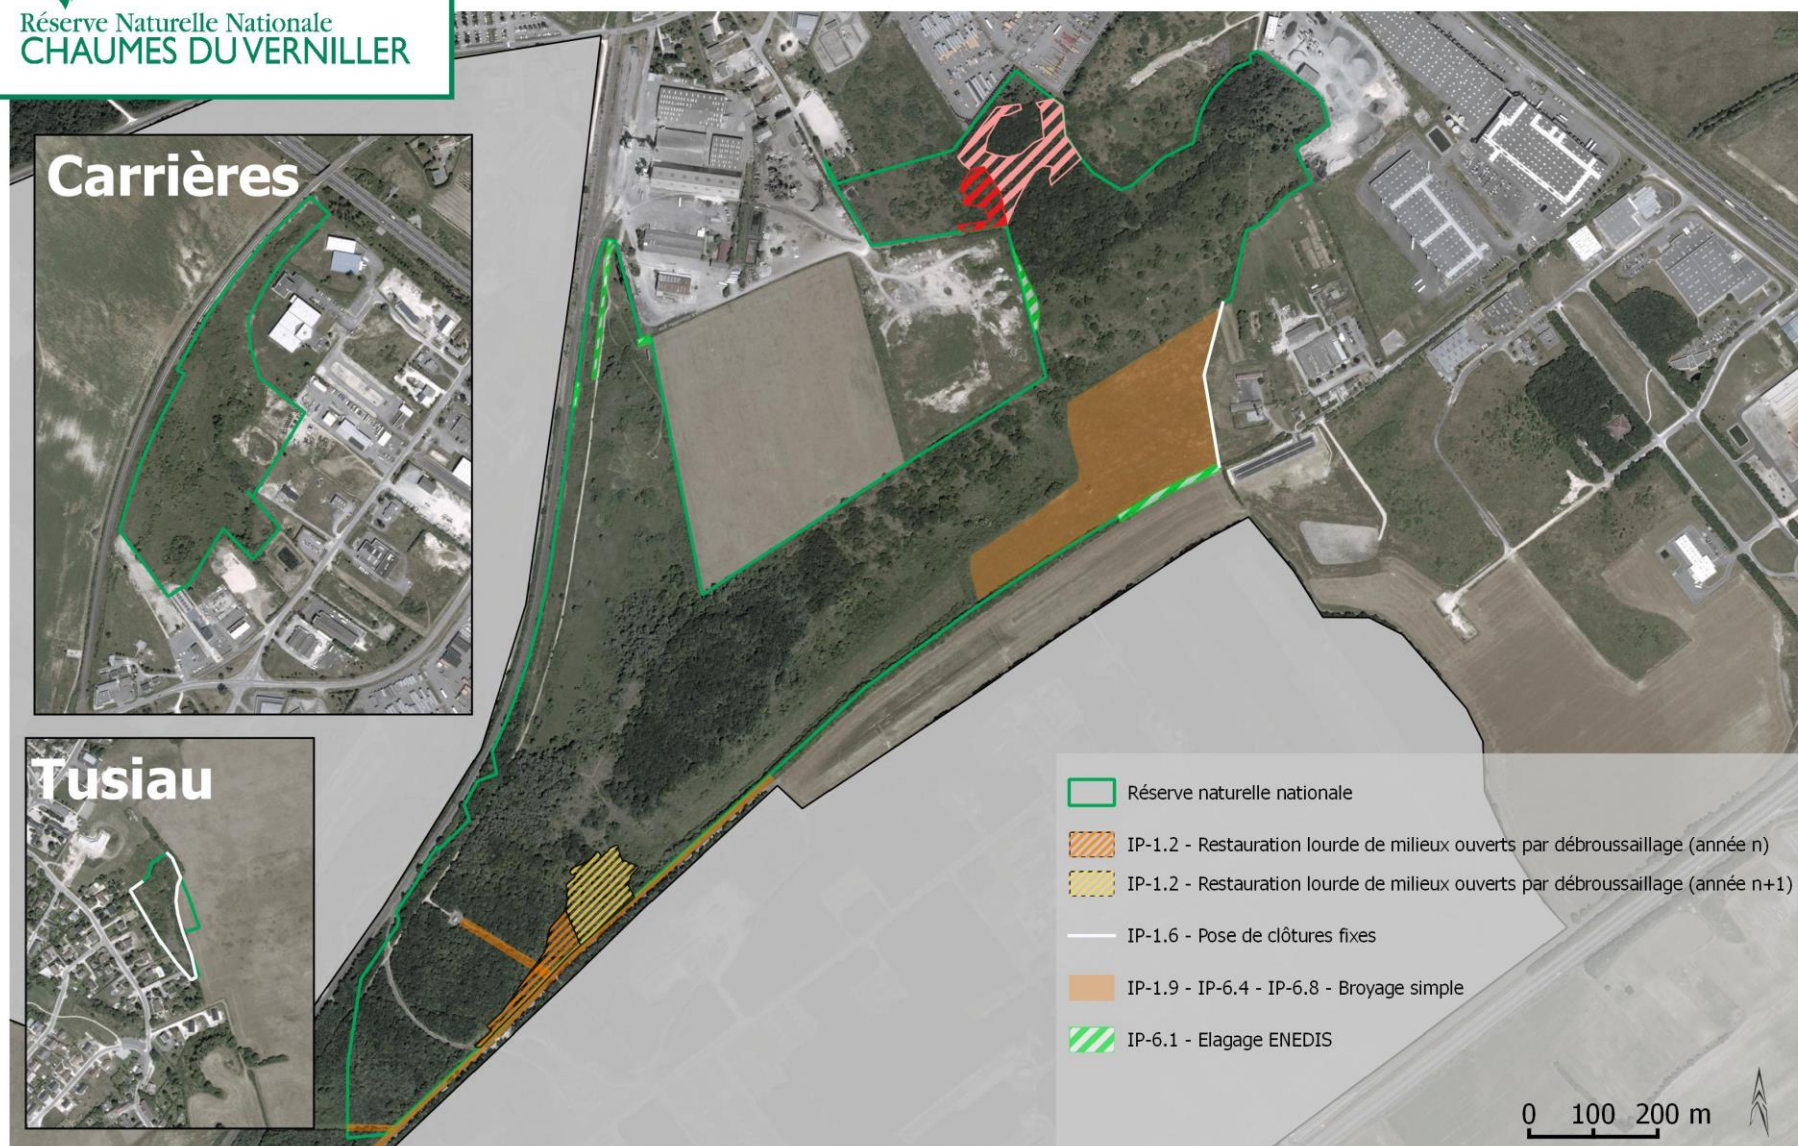 Réserve Naturelle Nationale
CHAUMES DU VERNILLER
Carrières
Tusiau
Réserve naturelle nationale
IP-1.2 - Restauration lourde de milieux ouverts par débroussaillage (année n)
IP-1.2 - Restauration lourde de milieux ouverts par débroussaillage (année n+1)
IP-1.6 - Pose de clôtures fixes
IP-1.9 - IP-6.4 - IP-6.8 - Broyage simple
IP-6.1 - Elagage ENEDIS
0 100 200 m